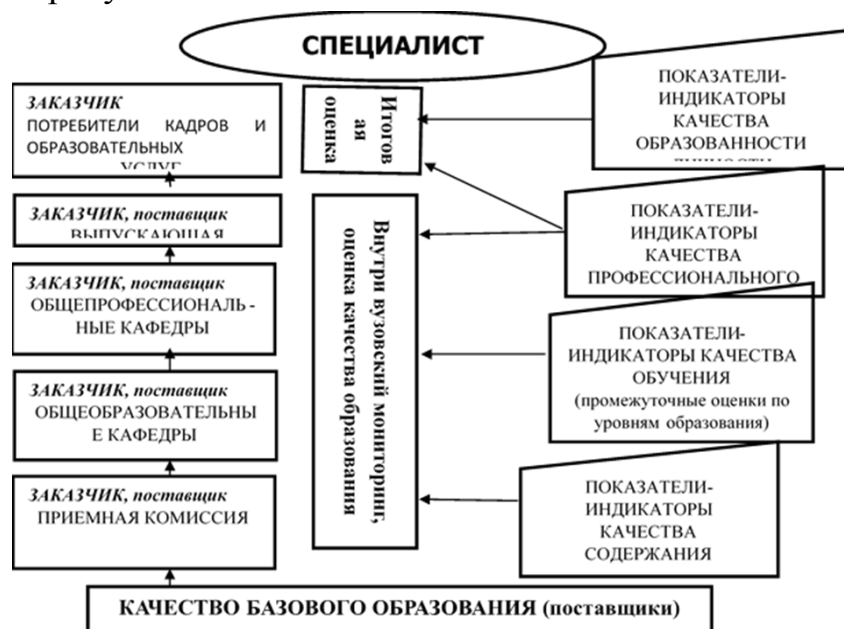 СПЕЦИАЛИСТ
ЗАКАЗЧИК
ПОТРЕБИТЕЛИ КАДРОВ И
ОБРАЗОВАТЕЛЬНЫХ
ЗАКАЗЧИК, поставщик
ВЫПУСКАЮЩАЯ
ЗАКАЗЧИК, поставщик
ОБЩЕПРОФЕССИОНАЛЬ -
НЫЕ КАФЕДРЫ
ЗАКАЗЧИК, поставщик
ОБЩЕОБРАЗОВАТЕЛЬНЫ
Е КАФЕДРЫ
ЗАКАЗЧИК, поставщик
ПРИЕМНАЯ КОМИССИЯ
Итогов
ая
оценка
Внутри вузовский мониторинг,
оценка качества образования
ПОКАЗАТЕЛИ-
ИНДИКАТОРЫ
КАЧЕСТВА
ОБРАЗОВАННОСТИ
ПОКАЗАТЕЛИ-
ИНДИКАТОРЫ
КАЧЕСТВА
ПРОФЕССИОНАЛЬНОГО
ПОКАЗАТЕЛИ-
ИНДИКАТОРЫ КАЧЕСТВА
ОБУЧЕНИЯ
(промежуточные оценки по
уровням образования)
ПОКАЗАТЕЛИ-
ИНДИКАТОРЫ
КАЧЕСТВА
СОДЕРЖАНИЯ
КАЧЕСТВО БАЗОВОГО ОБРАЗОВАНИЯ (поставщики)